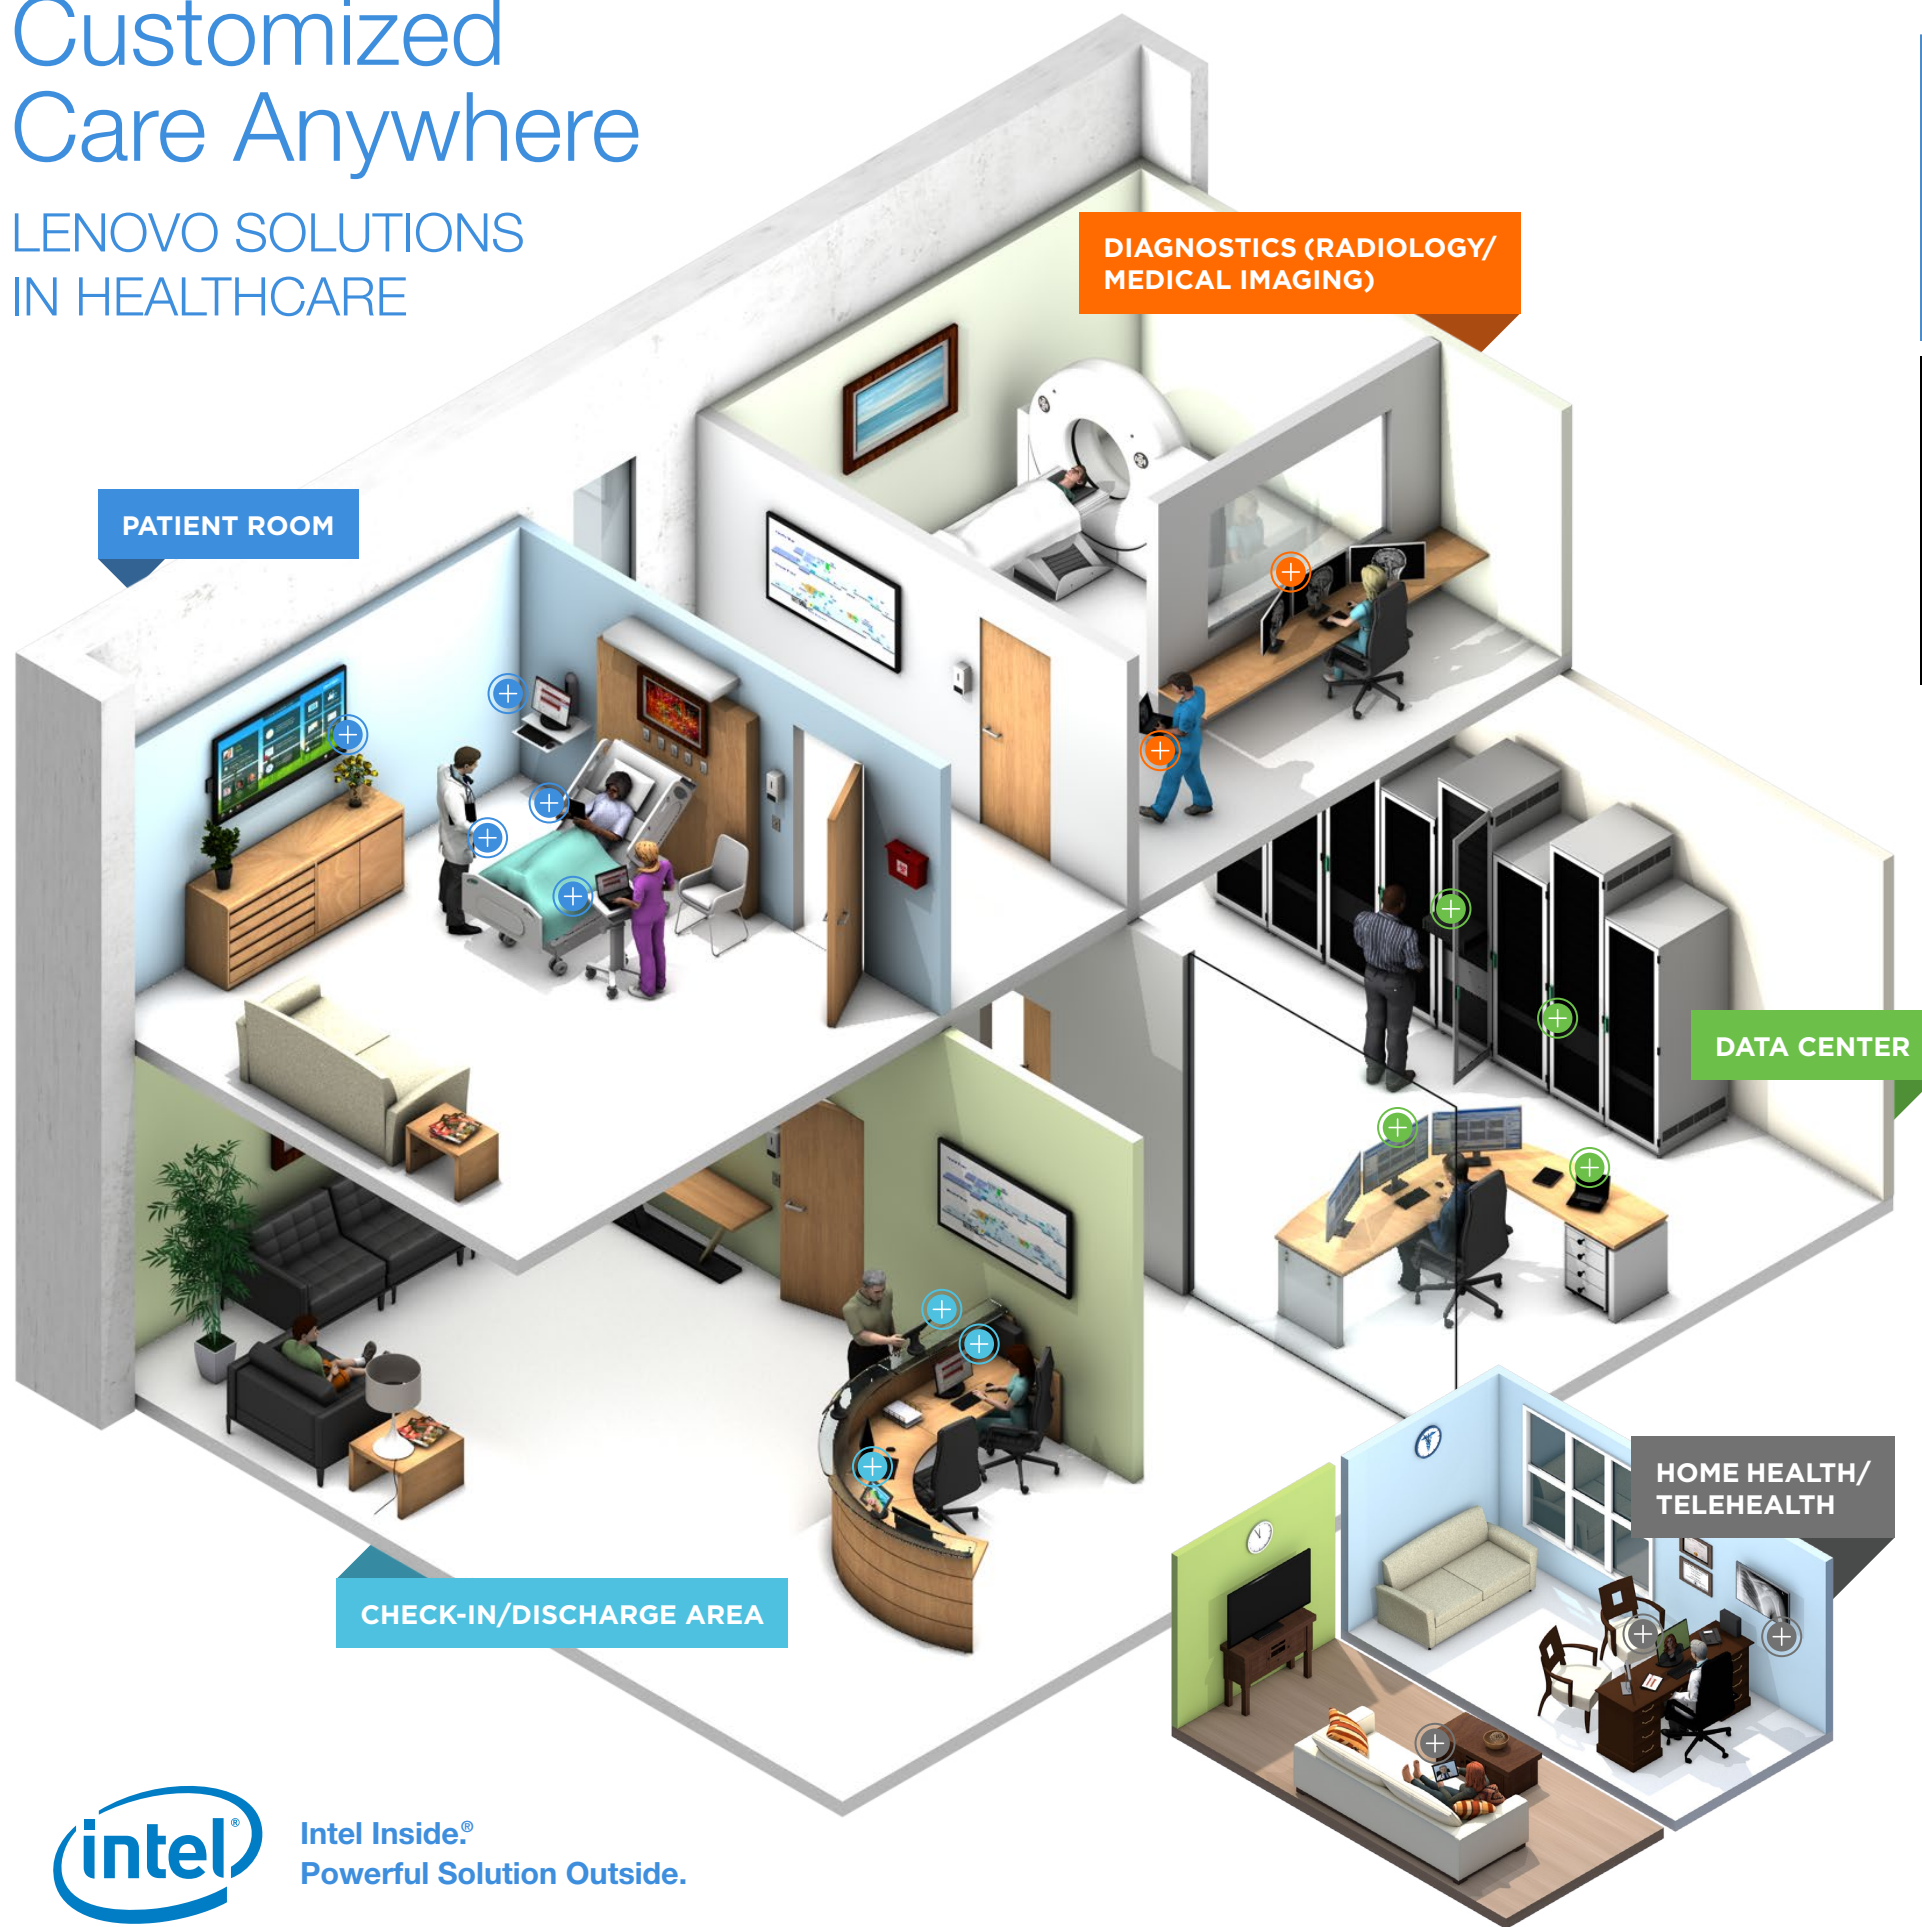 Customized
Care Anywhere
LENOVO SOLUTIONS
IN HEALTHCARE
DIAGNOSTICS (RADIOLOGY/
MEDICAL IMAGING)
PATIENT ROOM
DATA CENTER
HOME HEALTH/
TELEHEALTH
CHECK-IN/DISCHARGE AREA
intel®
Intel Inside.®
Powerful Solution Outside.